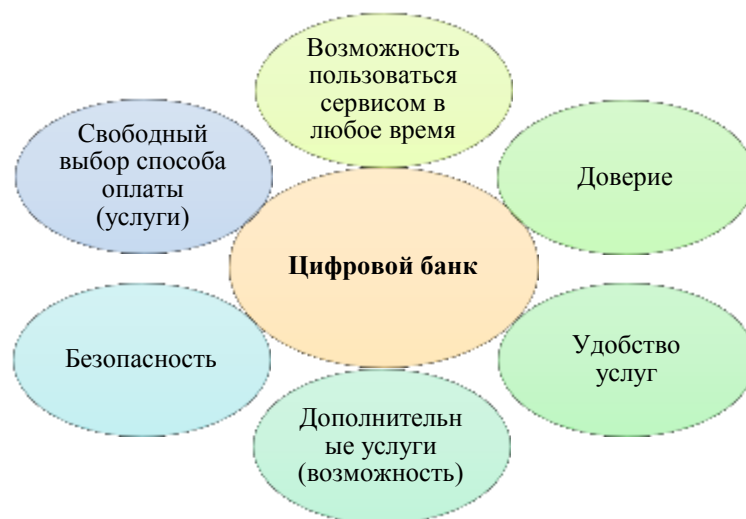 Возможность
пользоваться
сервисом в
любое время
Свободный
выбор способа
оплаты
(услуги)
Доверие
Цифровой банк
Безопасность
Удобство
услуг
Дополнительн
ые услуги
(возможность)